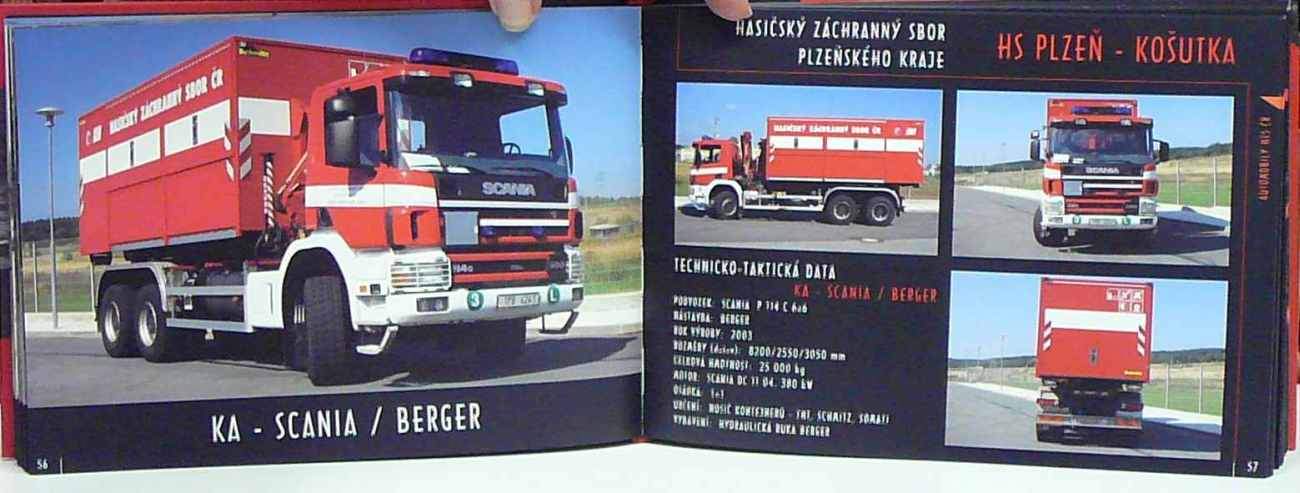 HASIČSKÝ ZÁCHRANNÝ SBOR ČR
SCANIA
3
L
KA - SCANIA / BERGER
56
HASIČSKÝ ZÁCHRANNÝ SBOR
PLZEŇSKÉHO KRAJE
HS PLZEŇ - KOŠUTKA
HASIČSKÝ ZÁCHRANNÝ SBOR ČR
SCANIA
AUTOMOBILY HZS ČR
TECHNICKO-TAKTICKÁ DATA
KA - SCANIA / BERGER
PODVOZEK: SCANIA P 114 C 6x6
NÁSTAVBA: BERGER
ROK VÝROBY: 2003
ROZMĚRY (dxšxv): 8200/2550/3050 mm
CELKOVÁ HMOTNOST: 25 000 kg
MOTOR: SCANIA DC 11 04, 380 kW
OSÁDKA: 1+1
URČENÍ: NOSIČ KONTEJNERŮ - SCHMITZ, SOMATI
VYBAVENÍ: HYDRAULICKÁ RUKA BERGER
57